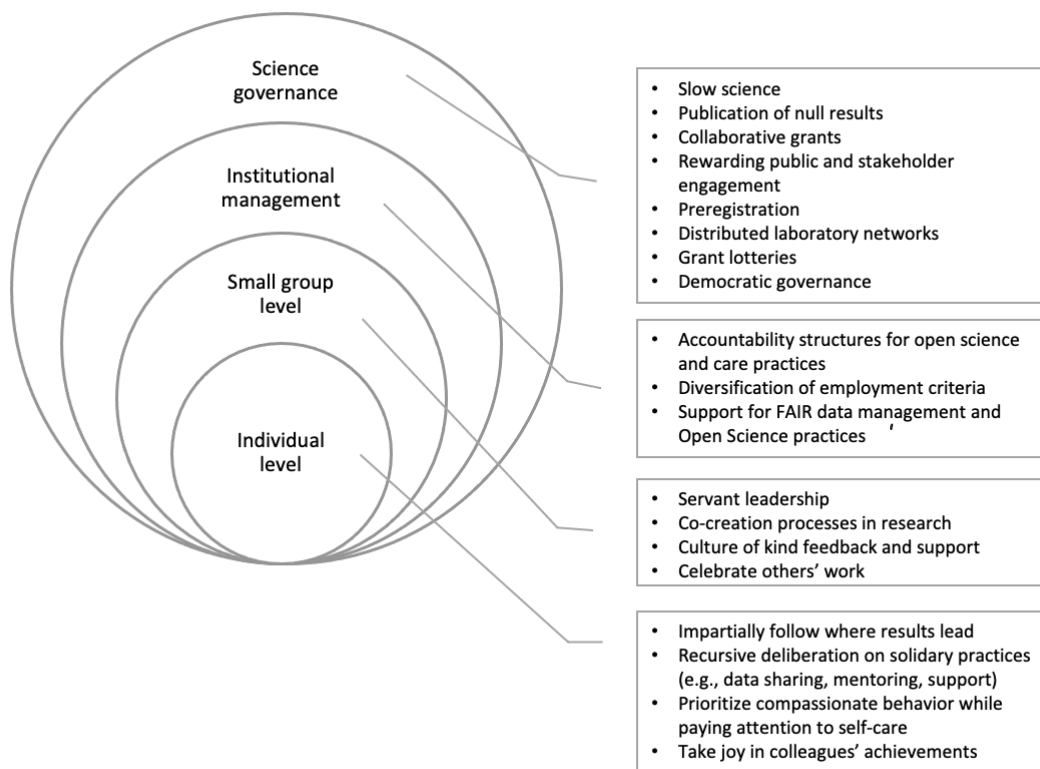 Science
governance
Institutional
management
Small group
level
Individual
level
• Slow science
• Publication of null results
• Collaborative grants
• Rewarding public and stakeholder
engagement
• Preregistration
• Distributed laboratory networks
• Grant lotteries
• Democratic governance
• Accountability structures for open science
and care practices
• Diversification of employment criteria
• Support for FAIR data management and
Open Science practices
• Servant leadership
• Co-creation processes in research
• Culture of kind feedback and support
• Celebrate others’ work
• Impartially follow where results lead
• Recursive deliberation on solidary practices
(e.g., data sharing, mentoring, support)
• Prioritize compassionate behavior while
paying attention to self-care
• Take joy in colleagues’ achievements